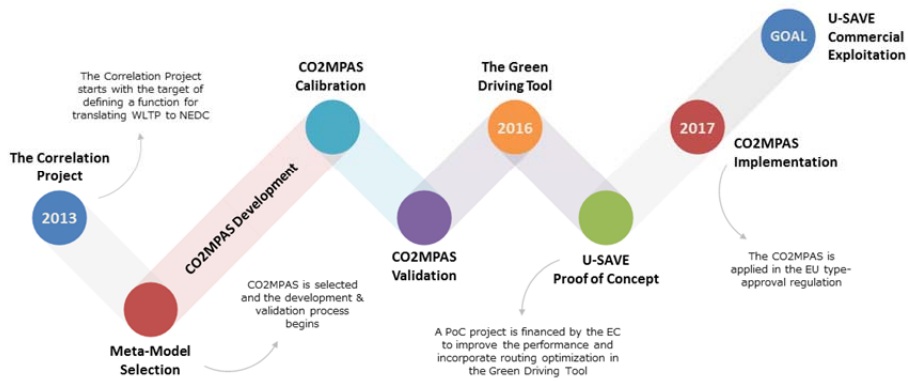 The Correlation Project
starts with the target of
defining a function for
translating WLTP to NEDC
The Correlation
Project
2013
Meta-Model
Selection
CO2MPAS is selected
and the development &
validation process
begins
CO2MPAS Development
CO2MPAS
Calibration
CO2MPAS
Validation
The Green
Driving Tool
2016
U-SAVE
Proof of Concept
A PoC project is financed by the EC
to improve the performance and
incorporate routing optimization in
the Green Driving Tool
2017
CO2MPAS
Implementation
The CO2MPAS is
applied in the EU type-
approval regulation
GOAL
U-SAVE
Commercial
Exploitation